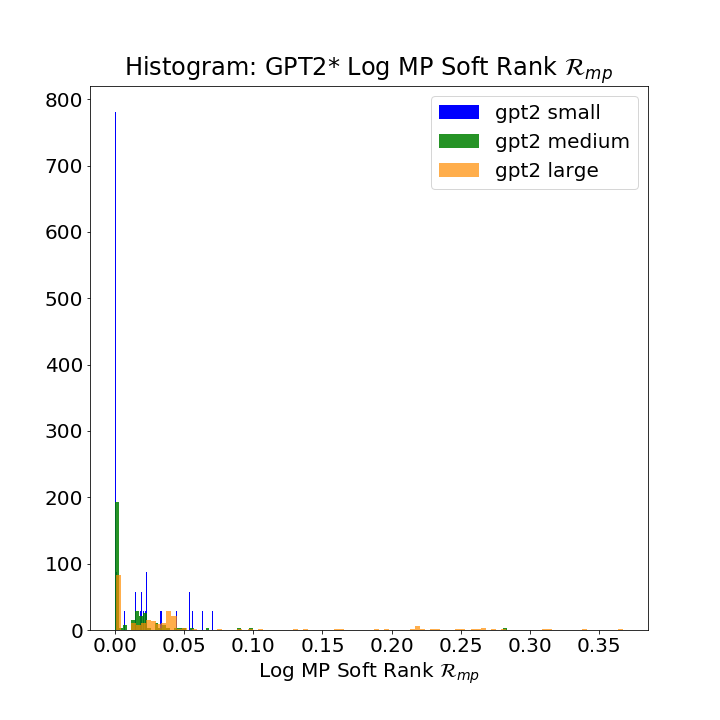 Histogram: GPT2* Log MP Soft Rank ℛmp
gpt2 small
gpt2 medium
gpt2 large
800
700
600
500
400
300
200
100
0
0.00 0.05 0.10 0.15 0.20 0.25 0.30 0.35
Log MP Soft Rank ℛmp